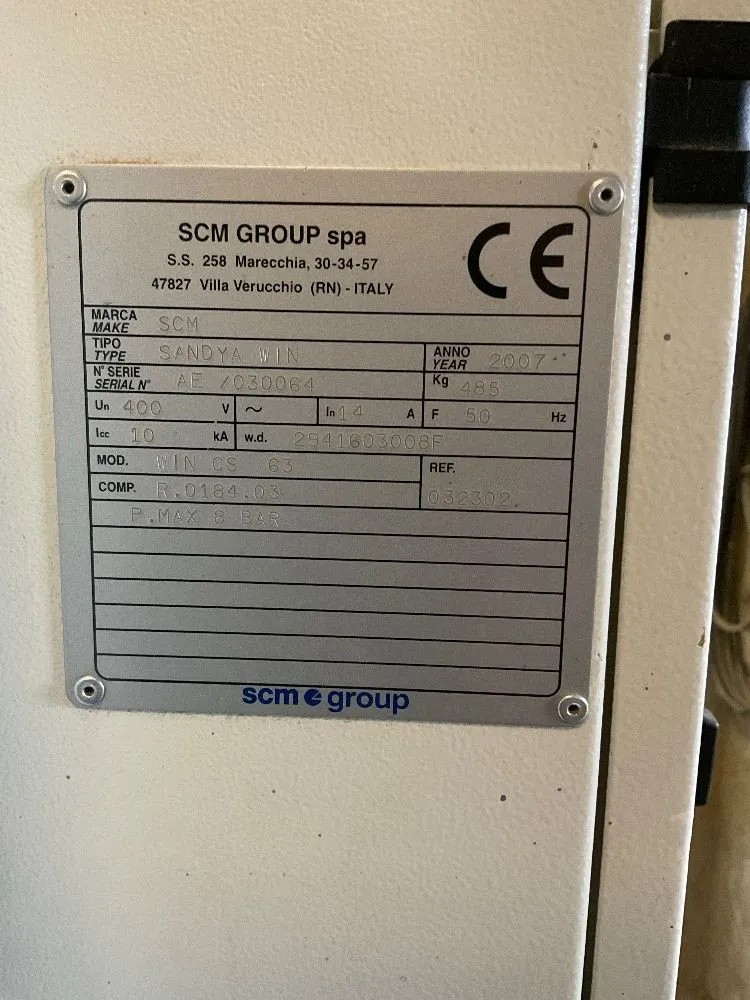 SCM GROUP spa
S.S. 258 Marecchia, 30-34-57
47827 Villa Verucchio (RN) - ITALY
CE
MARCA
MAKE SCM
TIPO
TYPE SANDYA WIN
ANNO
YEAR 2007
N° SERIE
SERIAL N° AE /030064
Kg 485
Un 400 V ~ In 14 A F 50 Hz
Icc 10 kA w.d. 2941603008F
MOD. WIN CS 63
REF.
COMP. R.0184.03
032302.
P.MAX 8 BAR
scm group